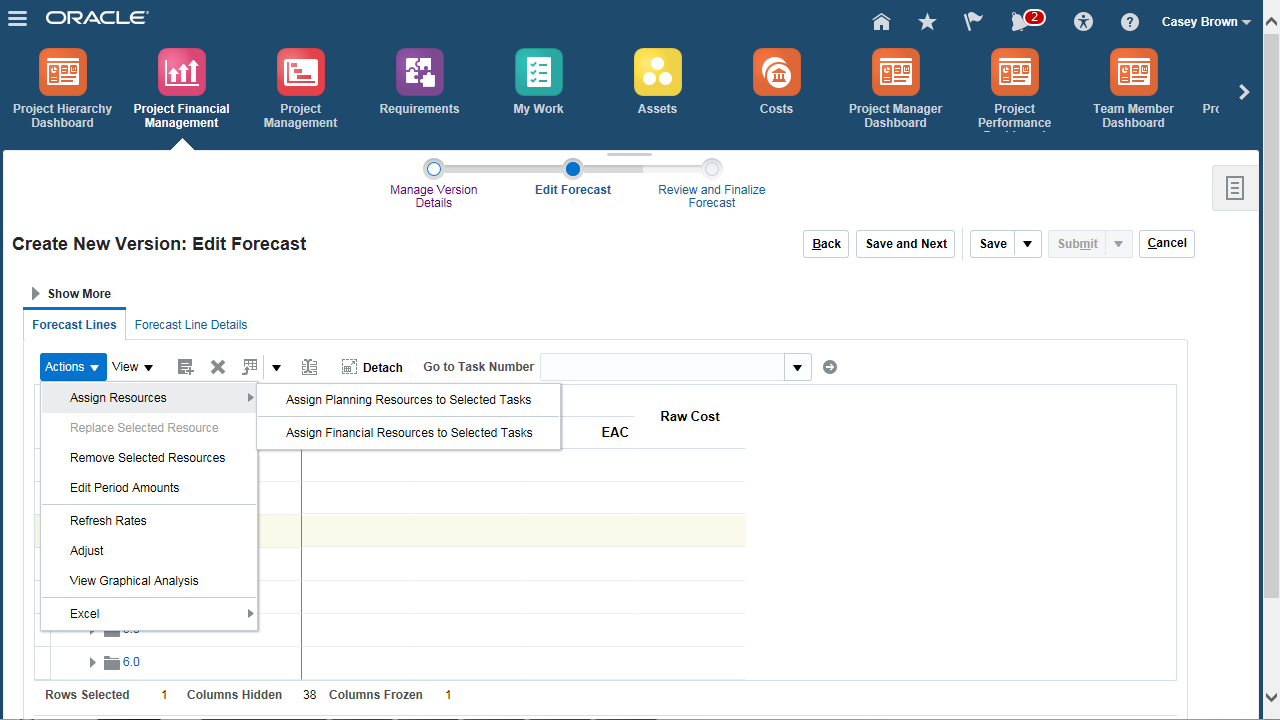 ORACLE
2
Casey Brown
Project Hierarchy
Dashboard
Project Financial
Management
Project
Management
Requirements
My Work
Assets
Costs
Project Manager
Dashboard
Project
Performance
Team Member
Dashboard
Manage Version
Details
Edit Forecast
Review and Finalize
Forecast
Create New Version: Edit Forecast
Back
Save and Next
Save
Submit
Cancel
Show More
Forecast Lines
Forecast Line Details
Actions
View
Detach
Go to Task Number
Assign Resources
Replace Selected Resource
Remove Selected Resources
Edit Period Amounts
Refresh Rates
Adjust
View Graphical Analysis
Excel
Assign Planning Resources to Selected Tasks
Assign Financial Resources to Selected Tasks
EAC
Raw Cost
6.0
Rows Selected 1 Columns Hidden 38 Columns Frozen 1